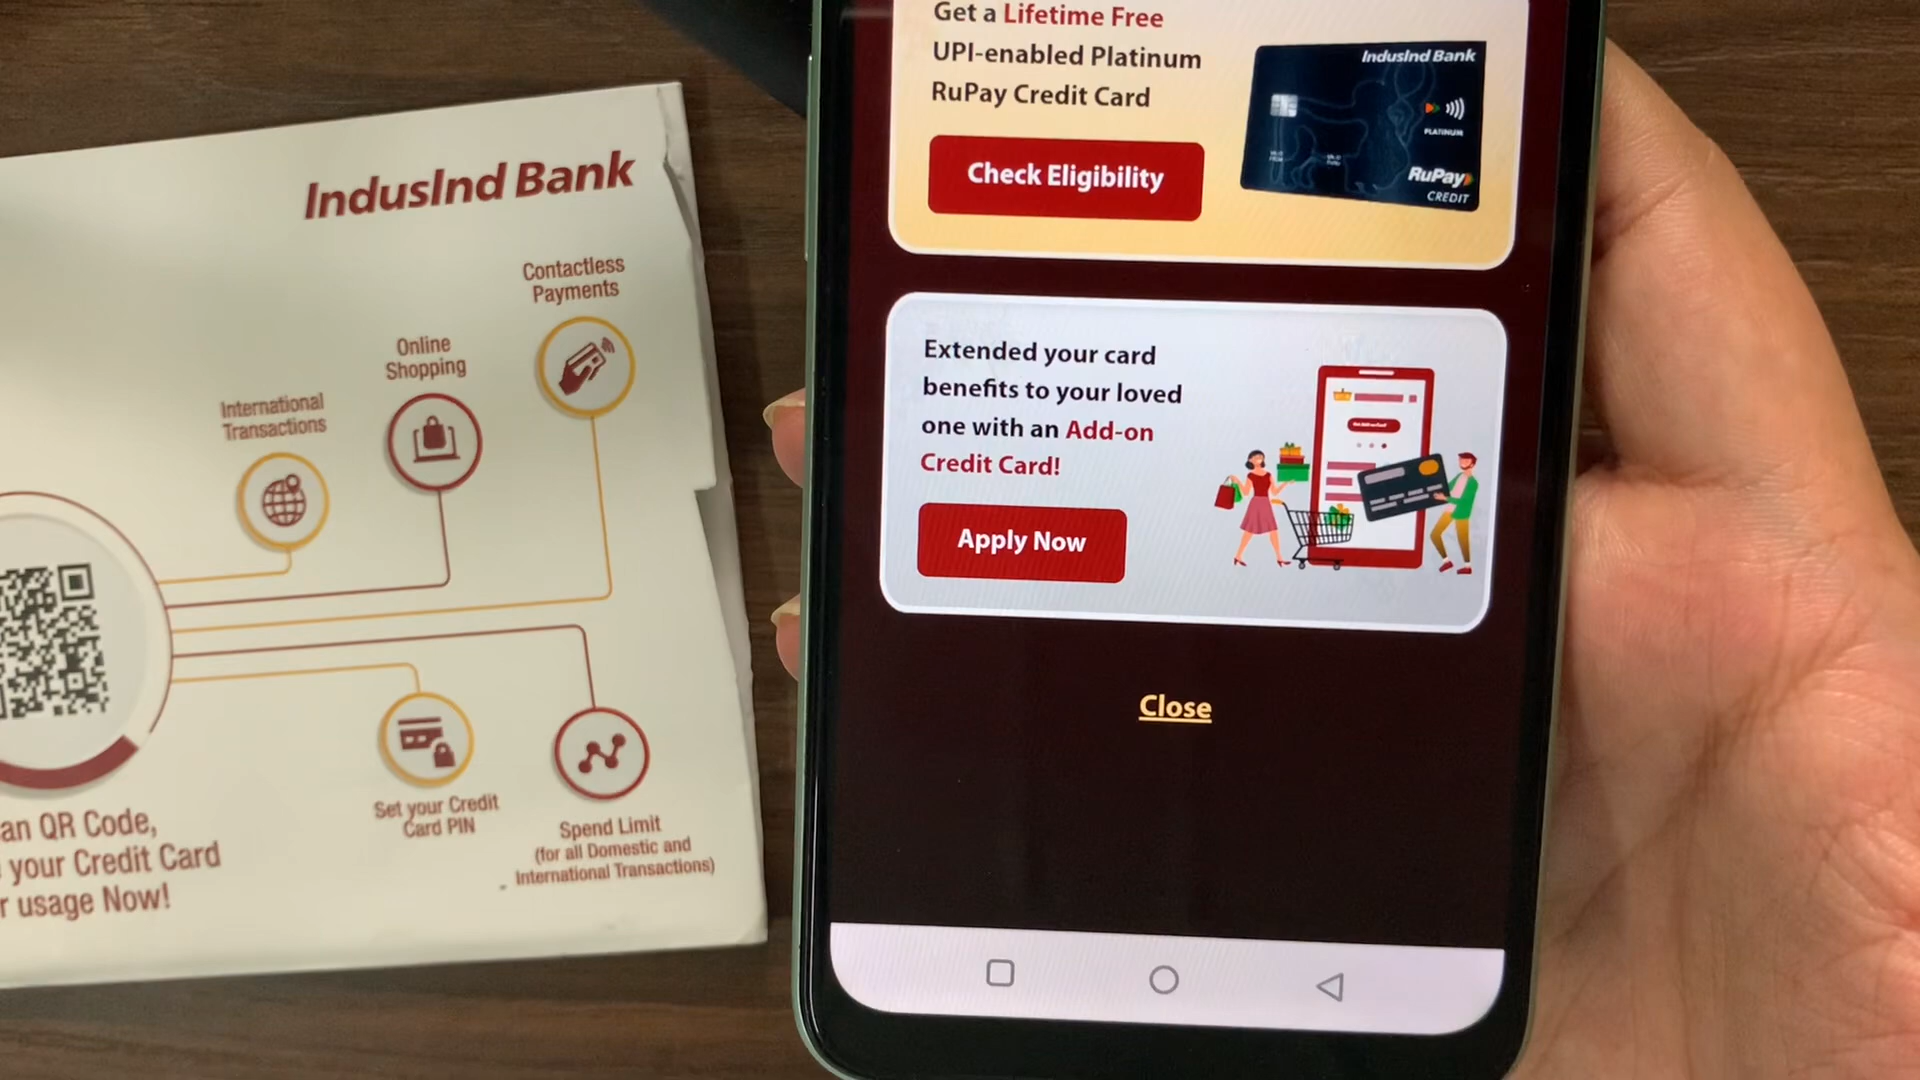 IndusInd Bank
Contactless
Payments
Online
Shopping
International
Transactions
Set your Credit
Card PIN
Spend Limit
(for all Domestic and
International Transactions)
an QR Code,
your Credit Card
r usage Now!
Get a Lifetime Free
UPI-enabled Platinum
RuPay Credit Card
Check Eligibility
IndusInd Bank
PLATINUM
RuPay
CREDIT
Extended your card
benefits to your loved
one with an Add-on
Credit Card!
Apply Now
Close